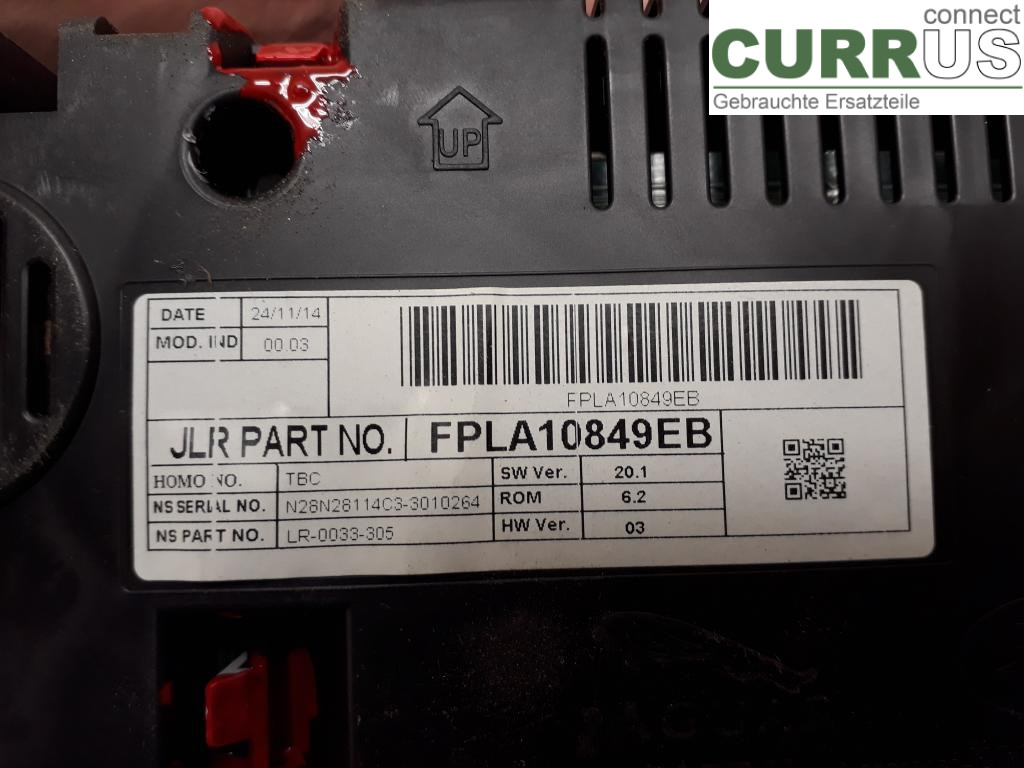 connect
CURRUS
Gebrauchte Ersatzteile
UP
DATE 24/11/14
MOD. IND 00.03
FPLA10849EB
JLR PART NO. FPLA10849EB
HOMO NO. TBC
NS SERIAL NO. N28N28114C3-3010264
NS PART NO. LR-0033-305
SW Ver. 20.1
ROM 6.2
HW Ver. 03